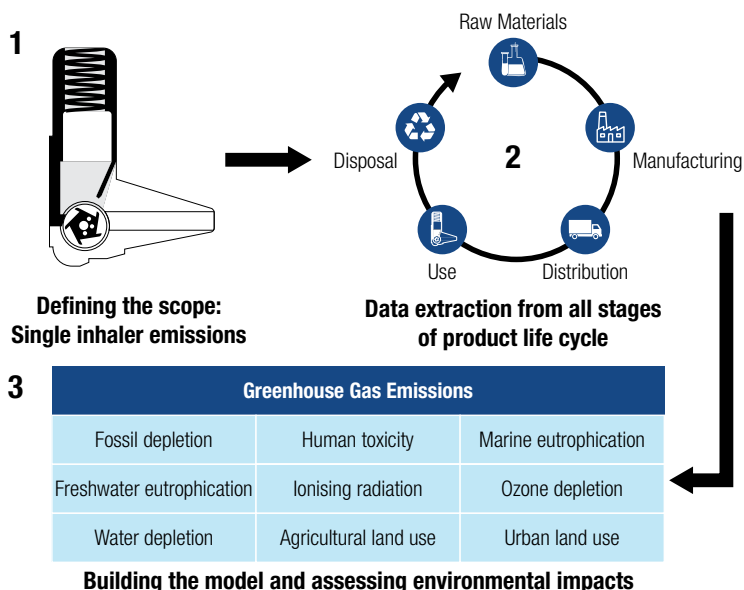 1
Defining the scope:
Single inhaler emissions
2
Raw Materials
Manufacturing
Distribution
Use
Disposal
Data extraction from all stages
of product life cycle
3
Greenhouse Gas Emissions
Fossil depletion
Human toxicity
Marine eutrophication
Freshwater eutrophication
Ionising radiation
Ozone depletion
Water depletion
Agricultural land use
Urban land use
Building the model and assessing environmental impacts